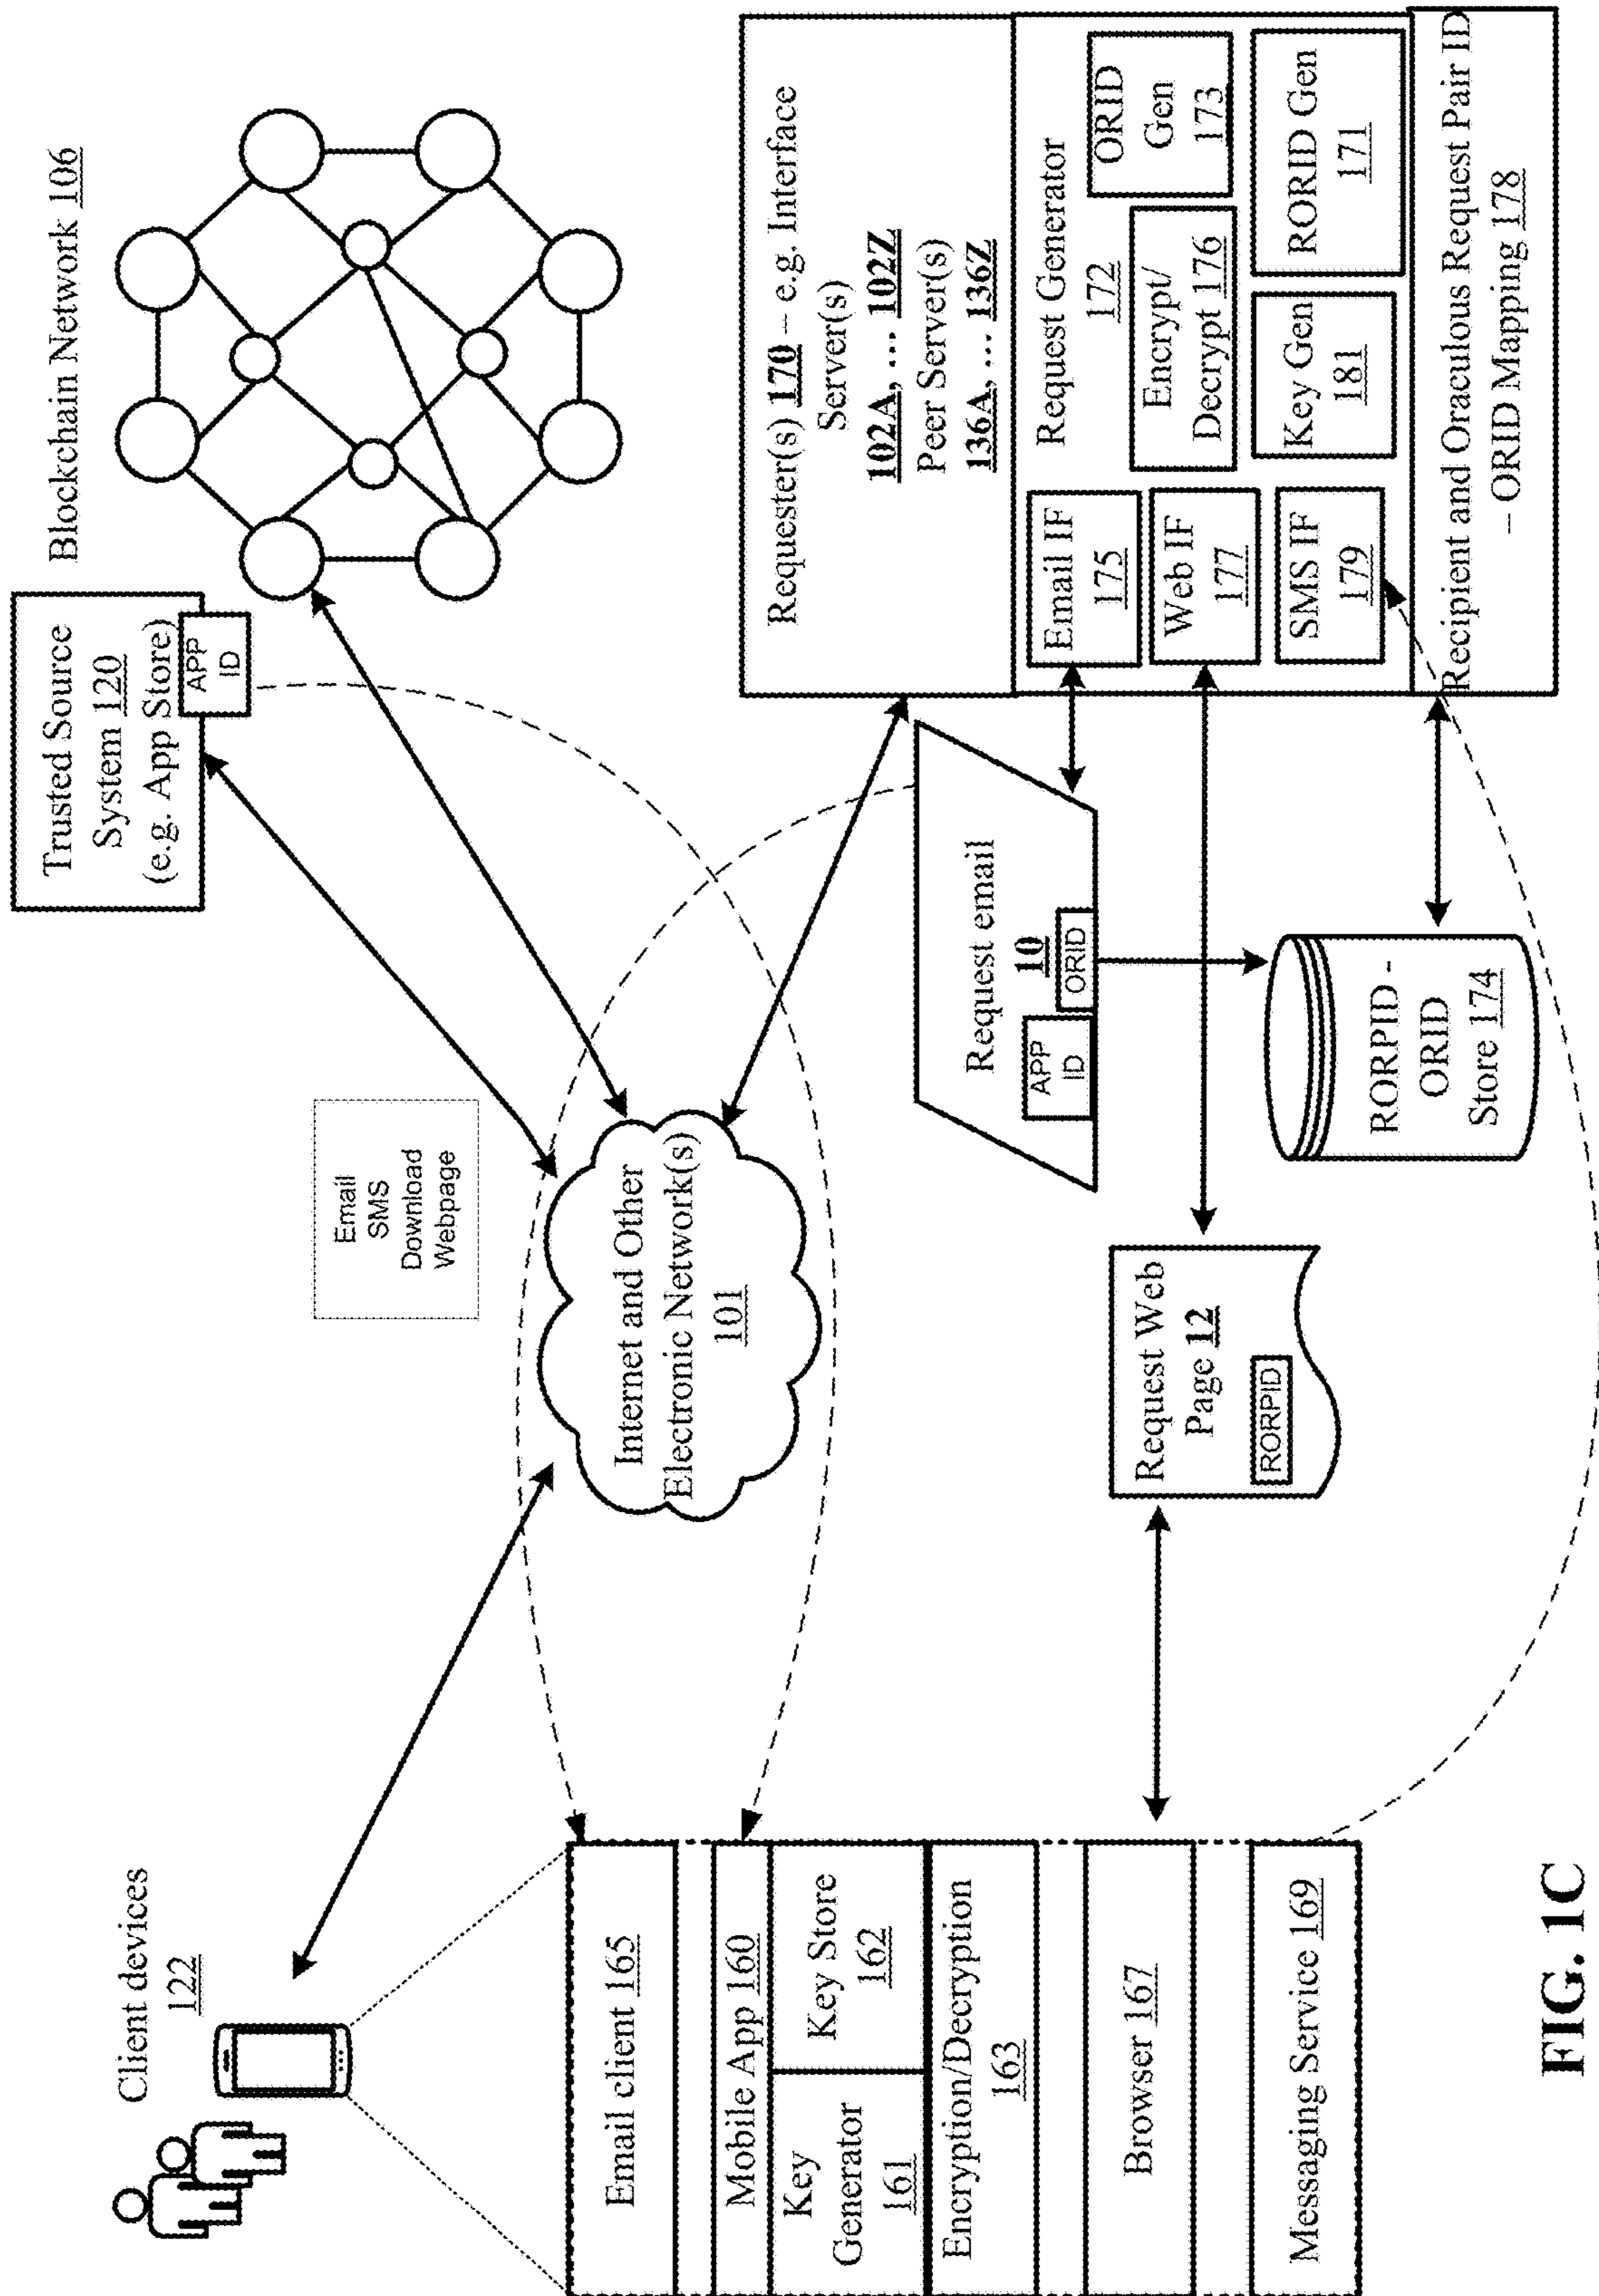 Client devices
122
Email client 165
Mobile App 160
Key
Generator
161
Key Store
162
Encryption/Decryption
163
Browser 167
Messaging Service 169
Email
SMS
Download
Webpage
Internet and Other
Electronic Network(s)
101
Trusted Source
System 120
(e.g. App Store)
APP
ID
Blockchain Network 106
Request email
10
APP
ID
ORID
Request Web
Page 12
RORPID
RORPID -
ORID
Store 174
Requester(s) 170 – e.g. Interface
Server(s)
102A, … 102Z
Peer Server(s)
136A, … 136Z
Request Generator
172
Email IF
175
Web IF
177
SMS IF
179
Encrypt/
Decrypt 176
Key Gen
181
ORID
Gen
173
RORID Gen
171
Recipient and Oraculous Request Pair ID
– ORID Mapping 178
FIG. 1C